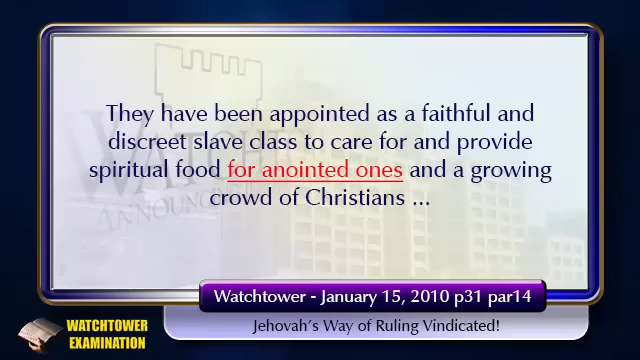 They have been appointed as a faithful and
discreet slave class to care for and provide
spiritual food for anointed ones and a growing
crowd of Christians ...
Watchtower - January 15, 2010 p31 par14
Jehovah's Way of Ruling Vindicated!
WATCHTOWER
EXAMINATION